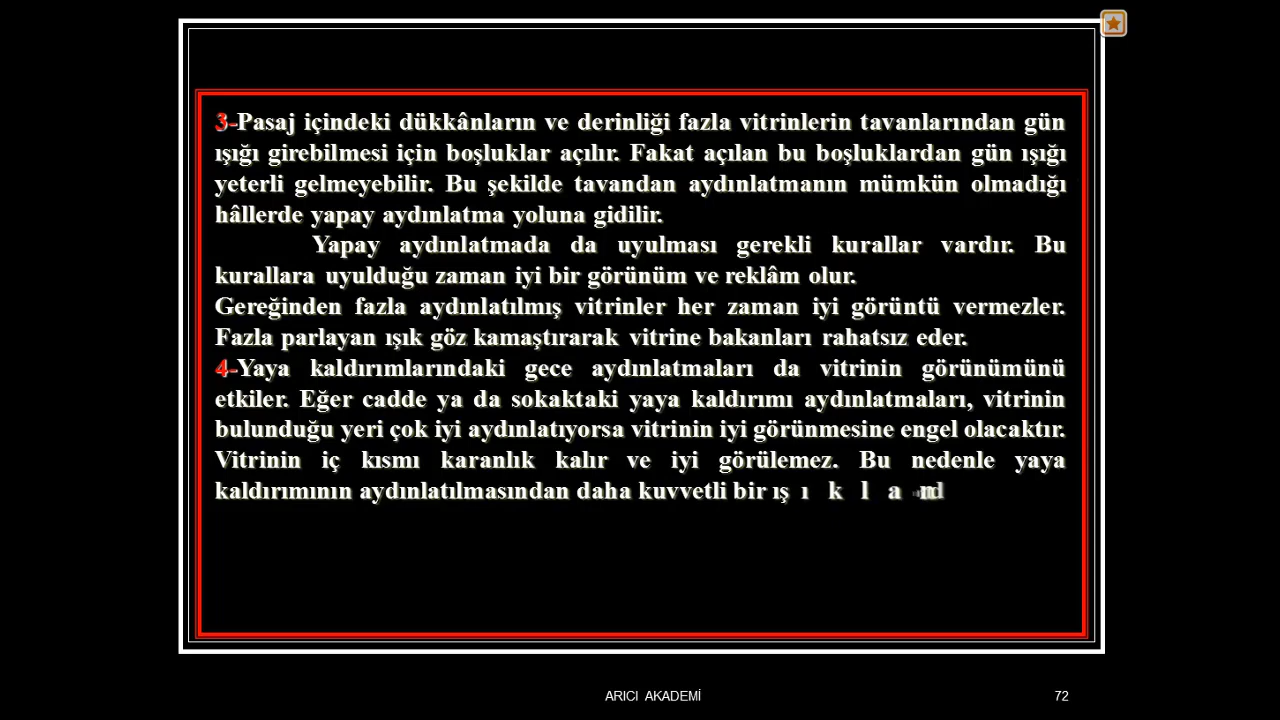 3-Pasaj içindeki dükkânların ve derinliği fazla vitrinlerin tavanlarından gün
ışığı girebilmesi için boşluklar açılır. Fakat açılan bu boşluklardan gün ışığı
yeterli gelmeyebilir. Bu şekilde tavandan aydınlatmanın mümkün olmadığı
hâllerde yapay aydınlatma yoluna gidilir.
Yapay aydınlatmada da uyulması gerekli kurallar vardır. Bu
kurallara uyulduğu zaman iyi bir görünüm ve reklâm olur.
Gereğinden fazla aydınlatılmış vitrinler her zaman iyi görüntü vermezler.
Fazla parlayan ışık göz kamaştırarak vitrine bakanları rahatsız eder.
4-Yaya kaldırımlarındaki gece aydınlatmaları da vitrinin görünümünü
etkiler. Eğer cadde ya da sokaktaki yaya kaldırımı aydınlatmaları, vitrinin
bulunduğu yeri çok iyi aydınlatıyorsa vitrinin iyi görünmesine engel olacaktır.
Vitrinin iç kısmı karanlık kalır ve iyi görülemez. Bu nedenle yaya
kaldırımının aydınlatılmasından daha kuvvetli bir
ARICI AKADEMİ
72